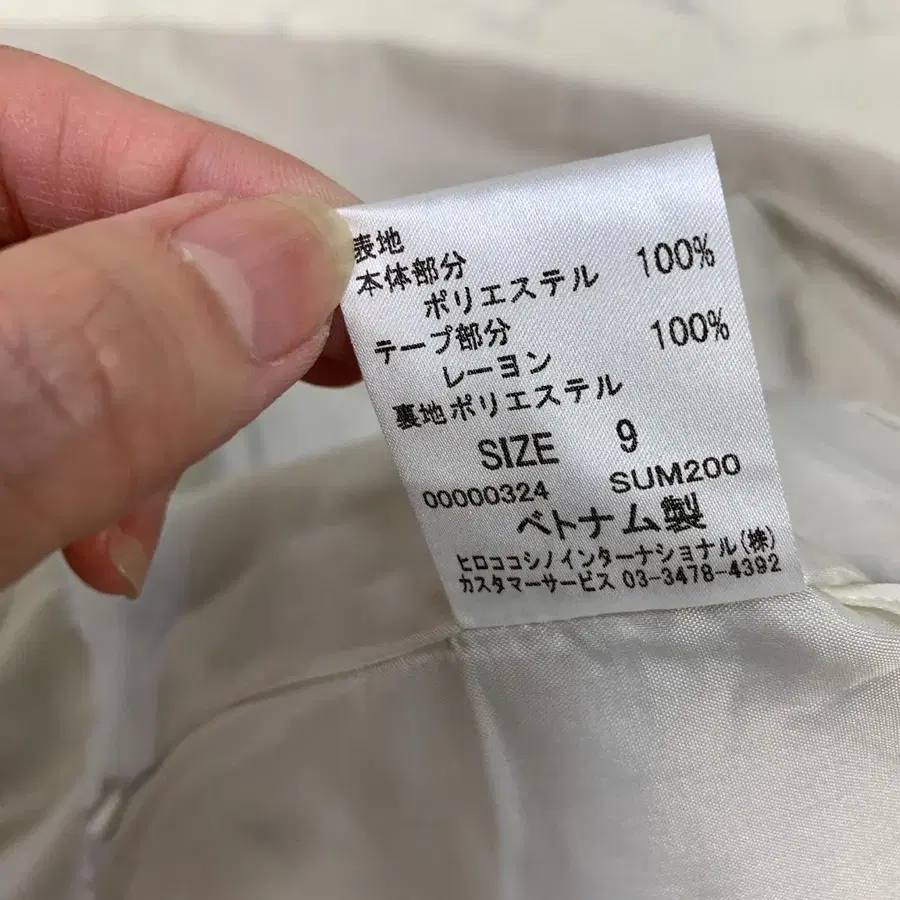 表地
本体部分
ポリエステル 100%
テープ部分
レーヨン 100%
裏地ポリエステル
SIZE 9
00000324 SUM200
ベトナム製
ヒロココシノインターナショナル(株)
カスタマーサービス 03-3478-4392